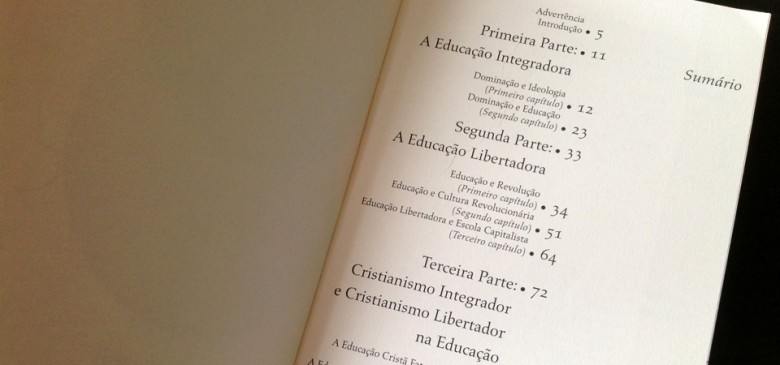 Sumário
Advertência
Introdução • 5
Primeira Parte: • 11
A Educação Integradora
Dominação e Ideologia
(Primeiro capítulo) • 12
Dominação e Educação
(Segundo capítulo) • 23
Segunda Parte: • 33
A Educação Libertadora
Educação e Revolução
(Primeiro capítulo) • 34
Educação e Cultura Revolucionária
(Segundo capítulo) • 51
Educação Libertadora e Escola Capitalista
(Terceiro capítulo) • 64
Terceira Parte: • 72
Cristianismo Integrador
e Cristianismo Libertador
na Educação
A Educação Cristã